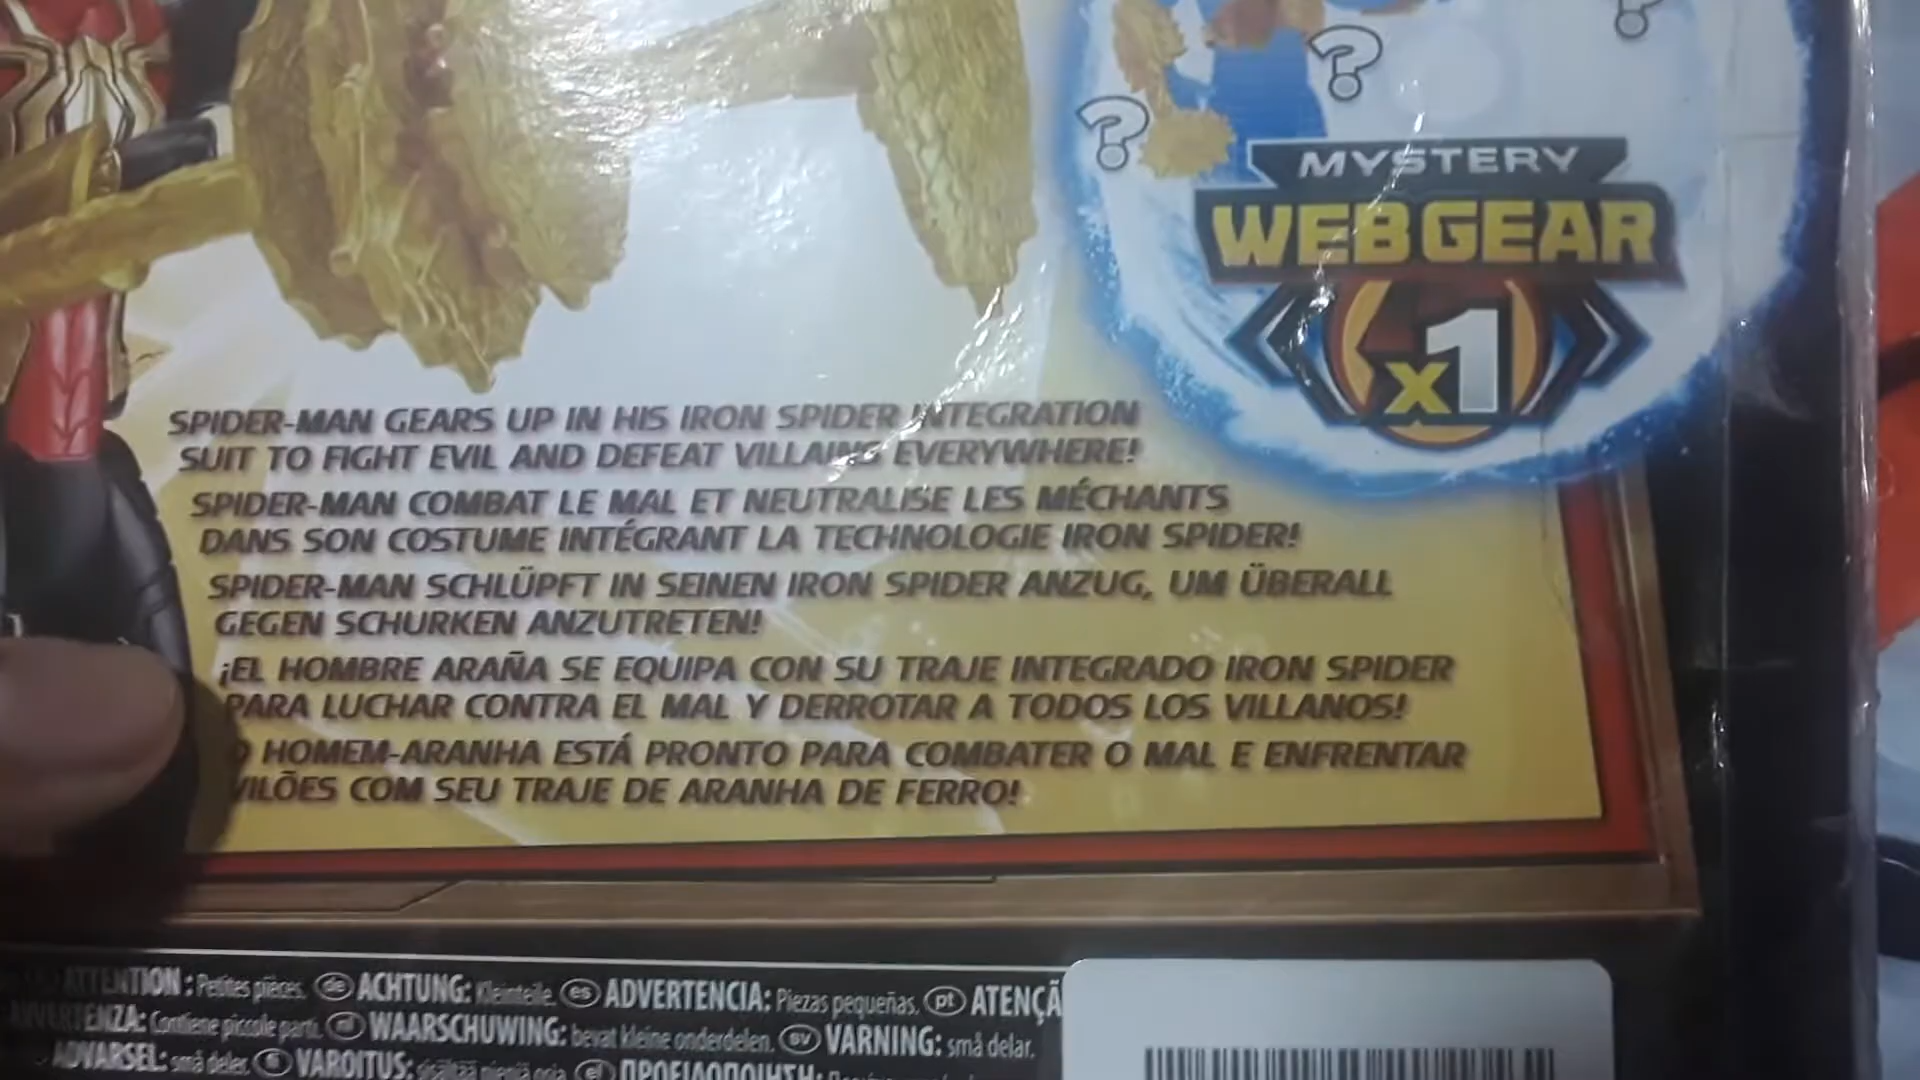 ?
?
?
MYSTERY
WEB GEAR
x1
SPIDER-MAN GEARS UP IN HIS IRON SPIDER INTEGRATION
SUIT TO FIGHT EVIL AND DEFEAT VILLAINS EVERYWHERE!
SPIDER-MAN COMBAT LE MAL ET NEUTRALISE LES MÉCHANTS
DANS SON COSTUME INTÉGRANT LA TECHNOLOGIE IRON SPIDER!
SPIDER-MAN SCHLÜPFT IN SEINEN IRON SPIDER ANZUG, UM ÜBERALL
GEGEN SCHURKEN ANZUTRETEN!
¡EL HOMBRE ARAÑA SE EQUIPA CON SU TRAJE INTEGRADO IRON SPIDER
PARA LUCHAR CONTRA EL MAL Y DERROTAR A TODOS LOS VILLANOS!
O HOMEM-ARANHA ESTÁ PRONTO PARA COMBATER O MAL E ENFRENTAR
VILÕES COM SEU TRAJE DE ARANHA DE FERRO!
ATTENTION : Petites pièces. de ACHTUNG: Kleinteile. es ADVERTENCIA: Piezas pequeñas. pt ATENÇÃ
AVVERTENZA: Contiene piccole parti. nl WAARSCHUWING: bevat kleine onderdelen. sv VARNING: små delar.
ADVARSEL: små deler. fi VAROITUS: el ΠΡΟΕΙΔΟΠΟΙΗΣΗ: